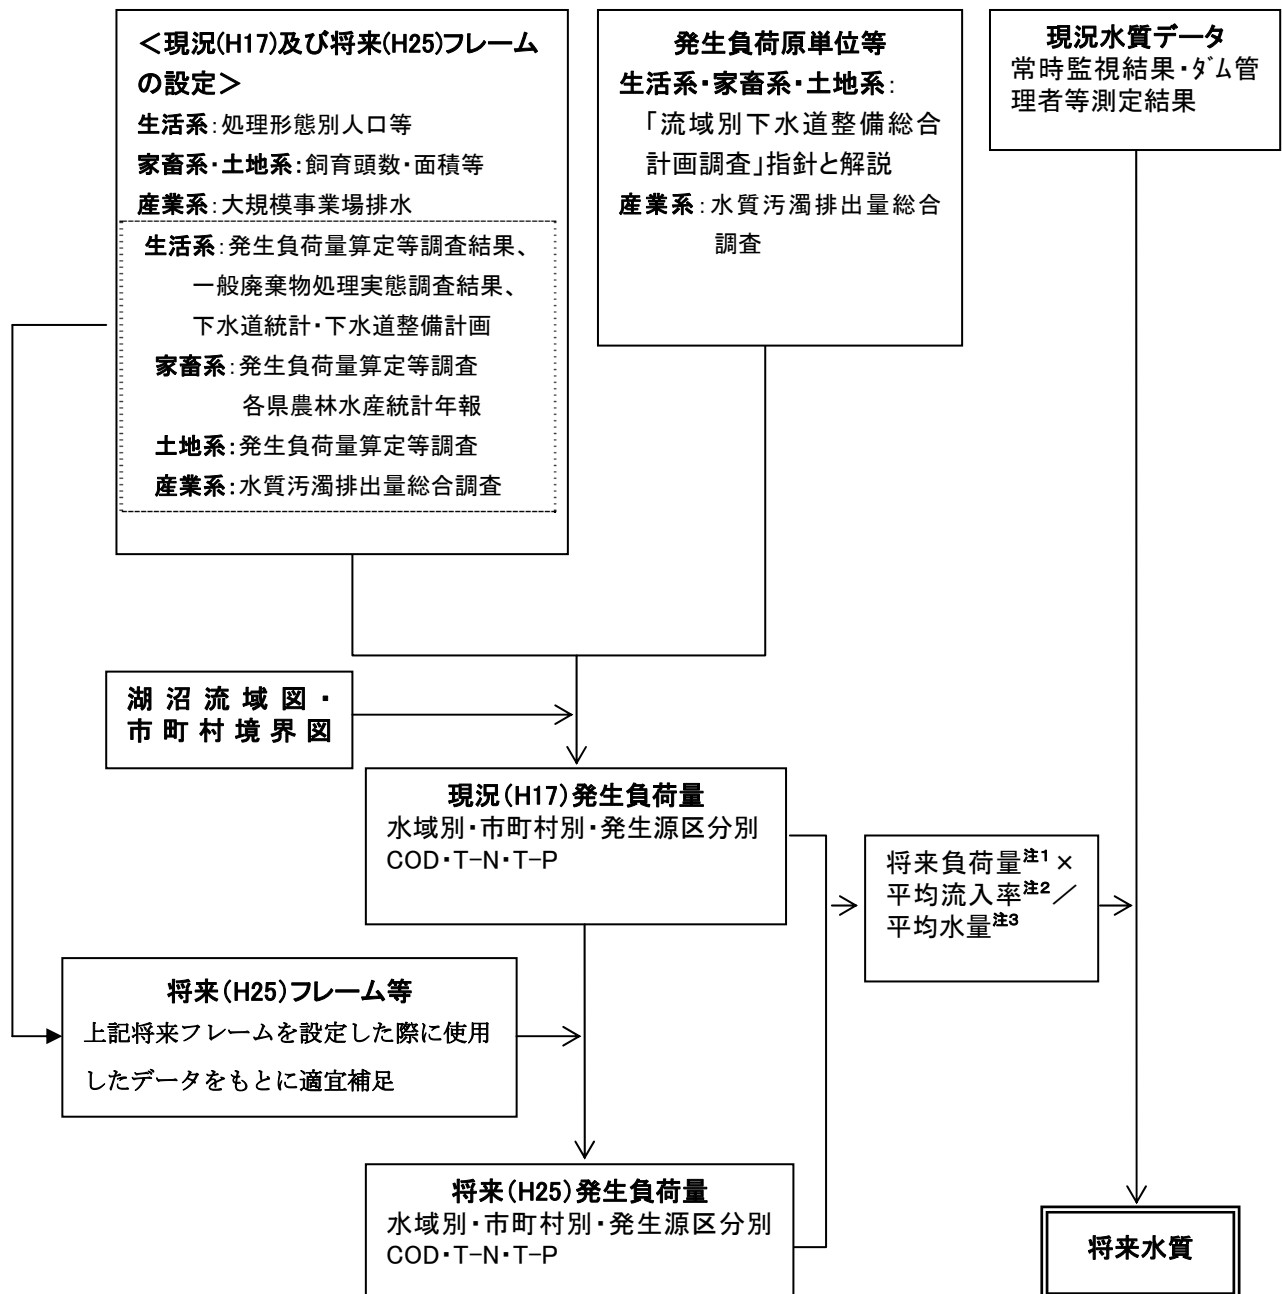 ＜現況(H17)及び将来(H25)フレーム
の設定＞
生活系：処理形態別人口等
家畜系・土地系：飼育頭数・面積等
産業系：大規模事業場排水
生活系：発生負荷量算定等調査結果、
一般廃棄物処理実態調査結果、
下水道統計・下水道整備計画
家畜系：発生負荷量算定等調査
各県農林水産統計年報
土地系：発生負荷量算定等調査
産業系：水質汚濁排出量総合調査
発生負荷原単位等
生活系・家畜系・土地系：
「流域別下水道整備総合
計画調査」指針と解説
産業系：水質汚濁排出量総合
調査
現況水質データ
常時監視結果・ﾀﾞﾑ管
理者等測定結果
湖沼流域図・
市町村境界図
現況（H17）発生負荷量
水域別・市町村別・発生源区分別
COD・T-N・T-P
将来負荷量注1×
平均流入率注2／
平均水量注3
将来（H25）フレーム等
上記将来フレームを設定した際に使用
したデータをもとに適宜補足
将来（H25）発生負荷量
水域別・市町村別・発生源区分別
COD・T-N・T-P
将来水質